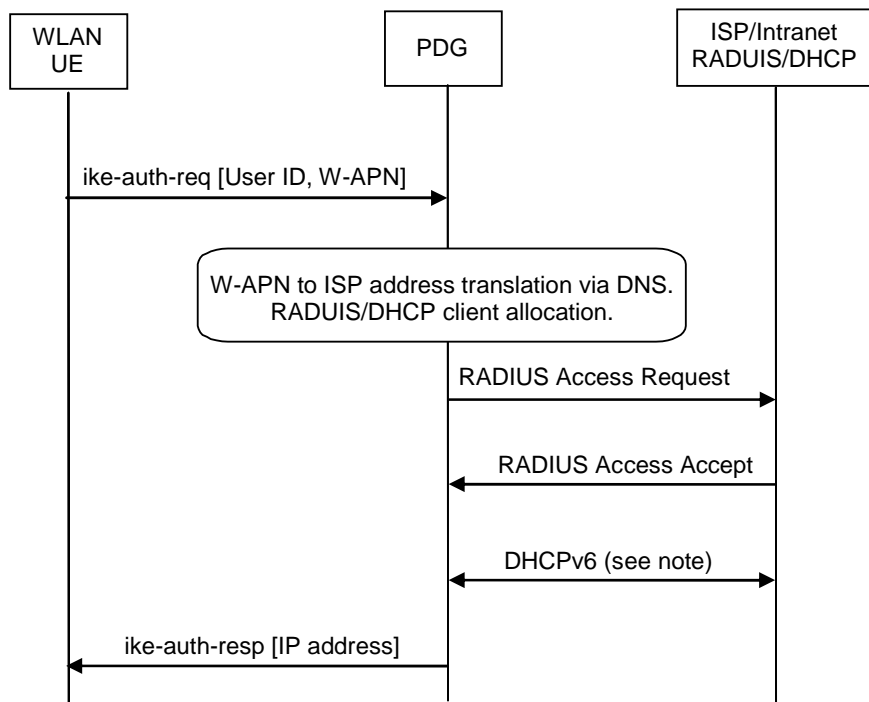 WLAN
UE
PDG
ISP/Intranet
RADUIS/DHCP
ike-auth-req [User ID, W-APN]
W-APN to ISP address translation via DNS.
RADUIS/DHCP client allocation.
RADIUS Access Request
RADIUS Access Accept
DHCPv6 (see note)
ike-auth-resp [IP address]